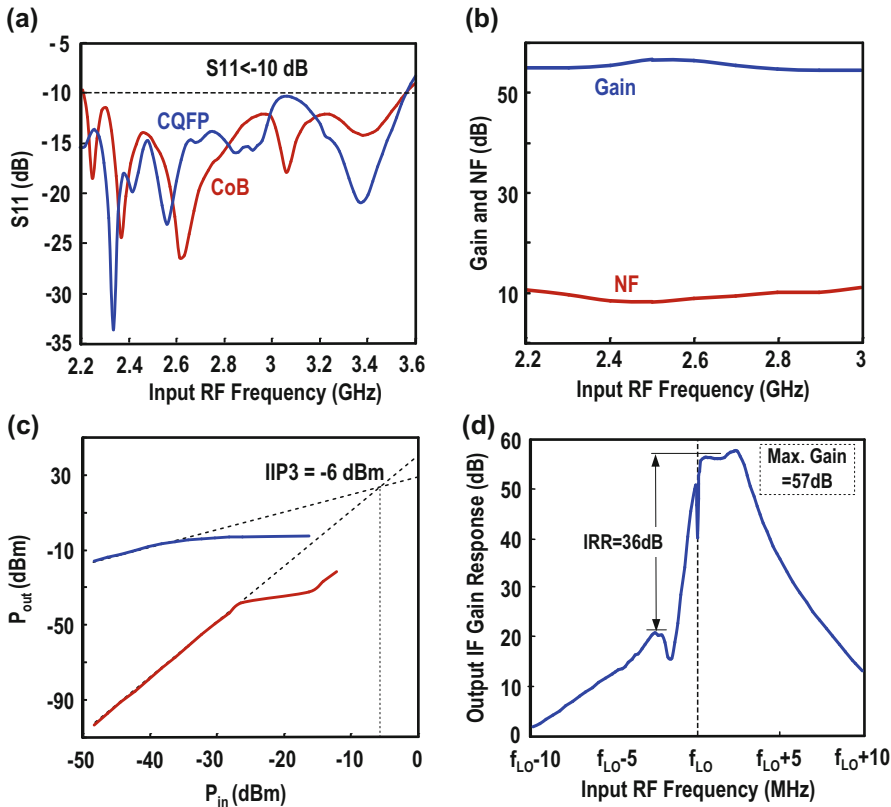 (a)
S11 (dB)
-5
-10
-15
-20
-25
-30
-35
S11<-10 dB
CQFP
CoB
2.2 2.4 2.6 2.8 3 3.2 3.4 3.6
Input RF Frequency (GHz)
(b)
Gain and NF (dB)
50
30
10
Gain
NF
2.2 2.4 2.6 2.8 3
Input RF Frequency (GHz)
(c)
Pout (dBm)
30
-10
-50
-90
IIP3 = -6 dBm
-50 -40 -30 -20 -10 0
Pin (dBm)
(d)
Output IF Gain Response (dB)
60
50
40
30
20
10
0
Max. Gain
=57dB
IRR=36dB
fLO-10 fLO-5 fLO fLO+5 fLO+10
Input RF Frequency (MHz)